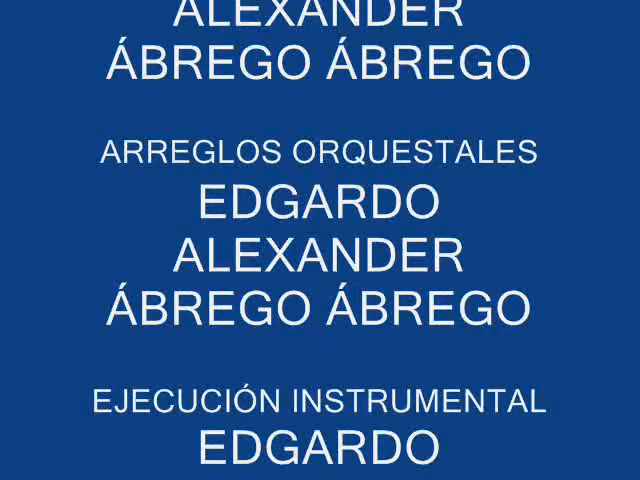 ALEXANDER
ÁBREGO ÁBREGO
ARREGLOS ORQUESTALES
EDGARDO
ALEXANDER
ÁBREGO ÁBREGO
EJECUCIÓN INSTRUMENTAL
EDGARDO